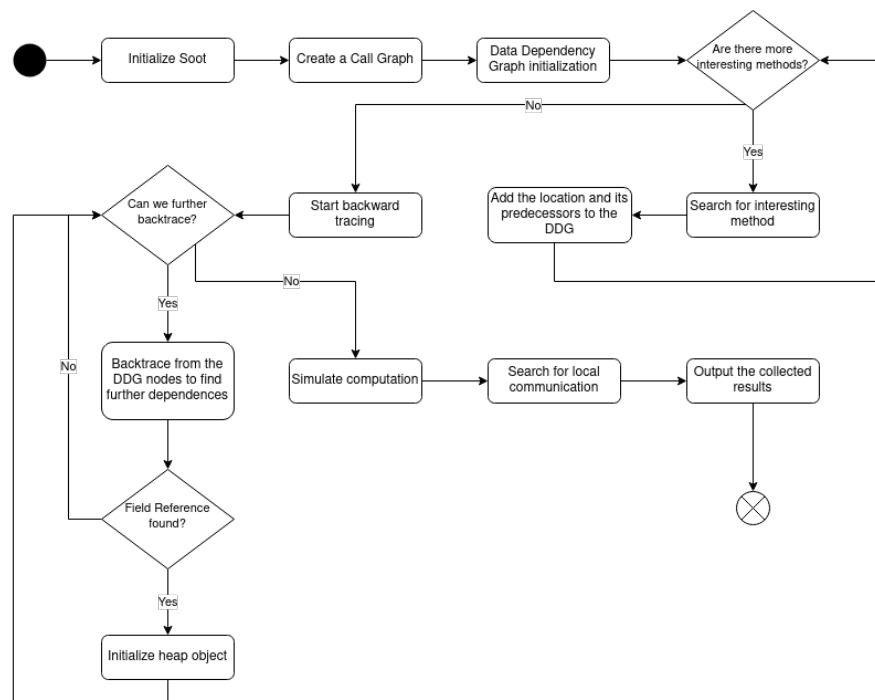 Initialize Soot
Create a Call Graph
Data Dependency
Graph initialization
Are there more
interesting methods?
No
Yes
Can we further
backtrace?
Start backward
tracing
Add the location and its
predecessors to the
DDG
Search for interesting
method
No
Yes
No
Backtrace from the
DDG nodes to find
further dependences
Simulate computation
Search for local
communication
Output the collected
results
Field Reference
found?
Yes
Initialize heap object